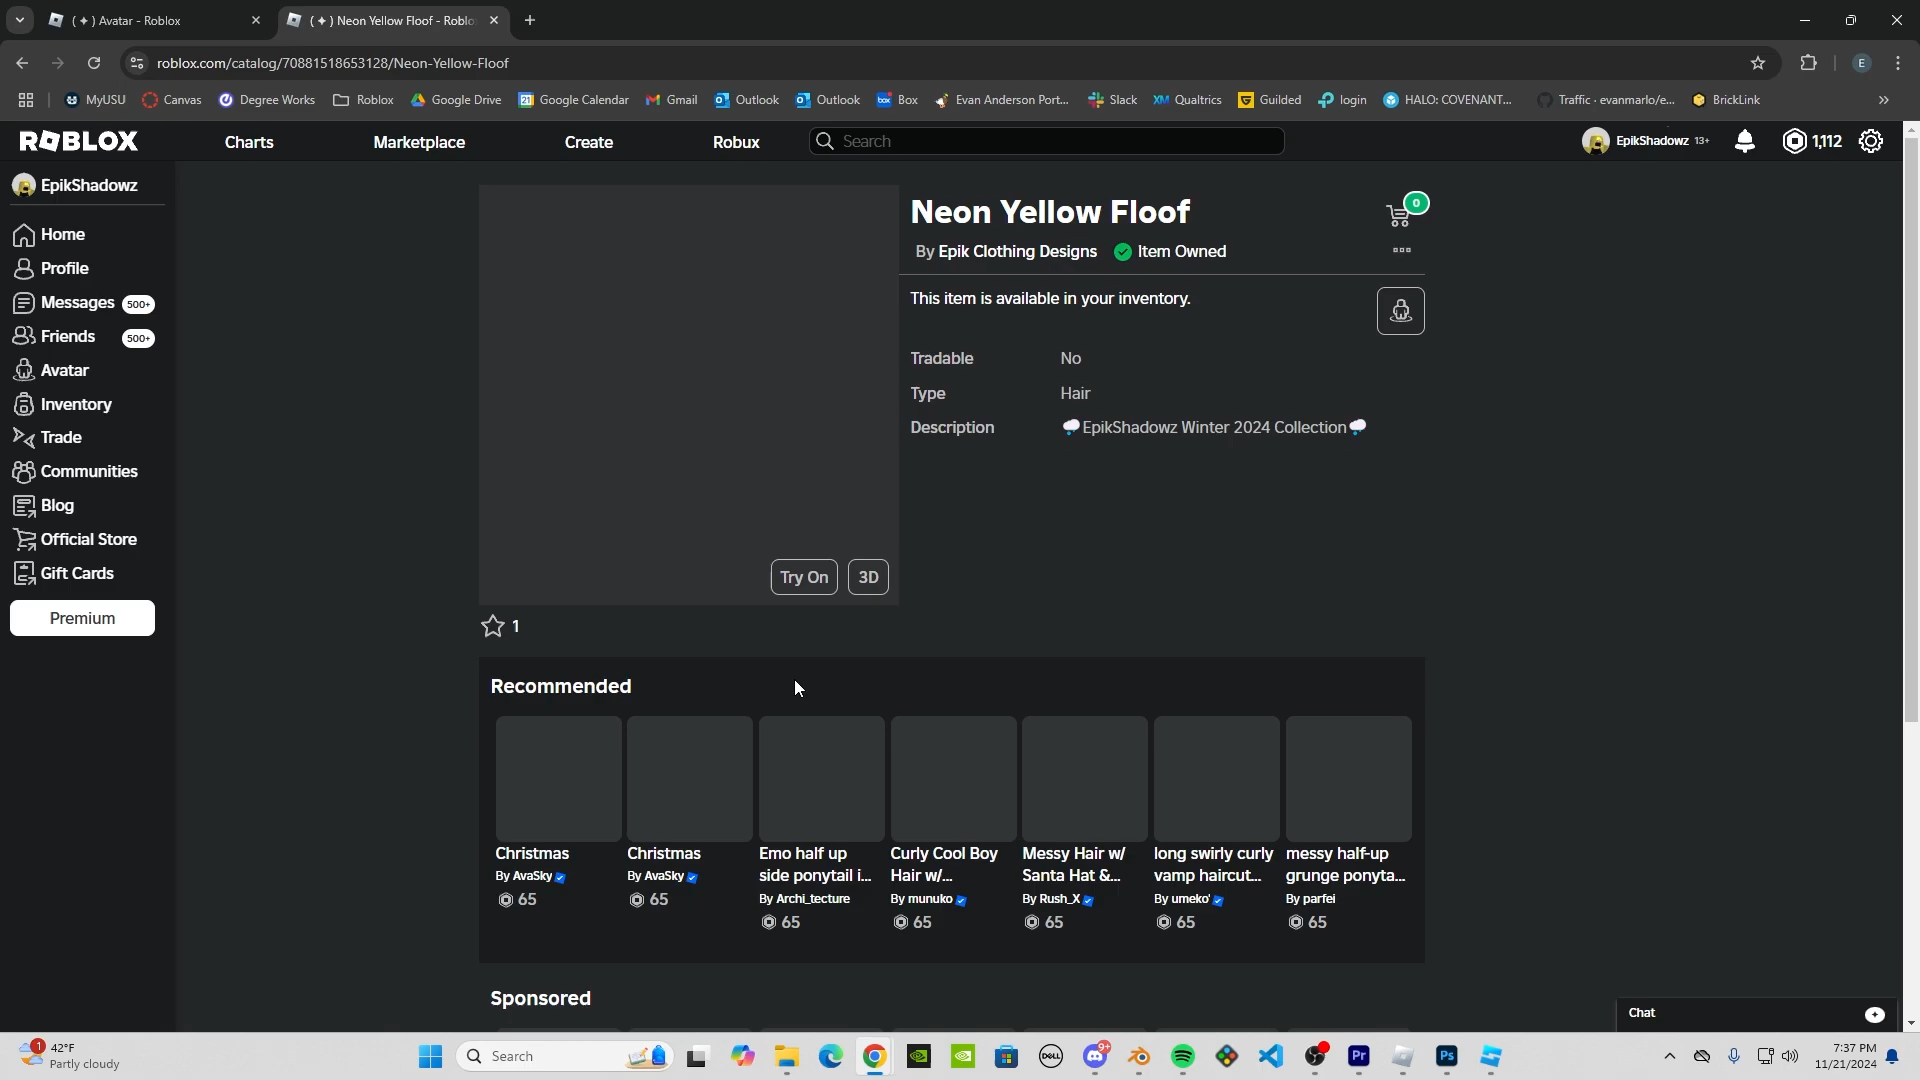 ( ✦ ) Avatar - Roblox
( ✦ ) Neon Yellow Floof - Roblo
roblox.com/catalog/70881518653128/Neon-Yellow-Floof
E
MyUSU
Canvas
Degree Works
Roblox
Google Drive
Google Calendar
Gmail
Outlook
Outlook
Box
Evan Anderson Port...
Slack
Qualtrics
Guilded
login
HALO: COVENANT...
Traffic · evanmarlo/e...
BrickLink
ROBLOX
Charts
Marketplace
Create
Robux
Search
EpikShadowz 13+
1,112
EpikShadowz
Home
Profile
Messages 500+
Friends 500+
Avatar
Inventory
Trade
Communities
Blog
Official Store
Gift Cards
Premium
Neon Yellow Floof
0
By Epik Clothing Designs Item Owned
This item is available in your inventory.
Tradable No
Type Hair
Description 🌨️EpikShadowz Winter 2024 Collection🌨️
Try On
3D
1
Recommended
Christmas
By AvaSky
65
Christmas
By AvaSky
65
Emo half up
side ponytail i...
By Archi_tecture
65
Curly Cool Boy
Hair w/...
By munuko
65
Messy Hair w/
Santa Hat &...
By Rush_X
65
long swirly curly
vamp haircut...
By umeko'
65
messy half-up
grunge ponyta...
By parfei
65
Sponsored
Chat
1
42°F
Partly cloudy
Search
DELL
9+
Pr
Ps
7:37 PM
11/21/2024